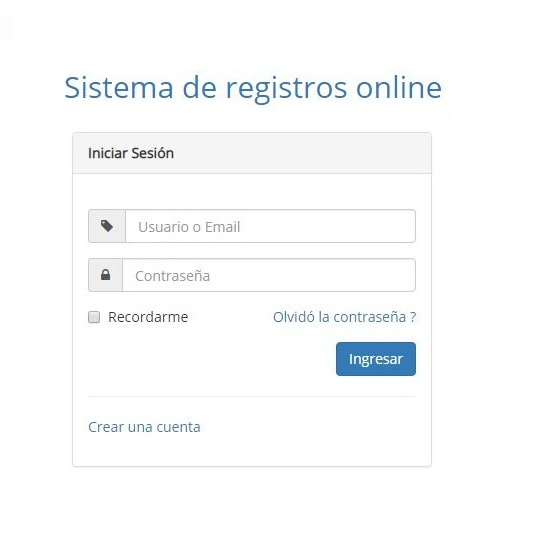 Sistema de registros online
Iniciar Sesión
Usuario o Email
Contraseña
Recordarme
Olvidó la contraseña ?
Ingresar
Crear una cuenta